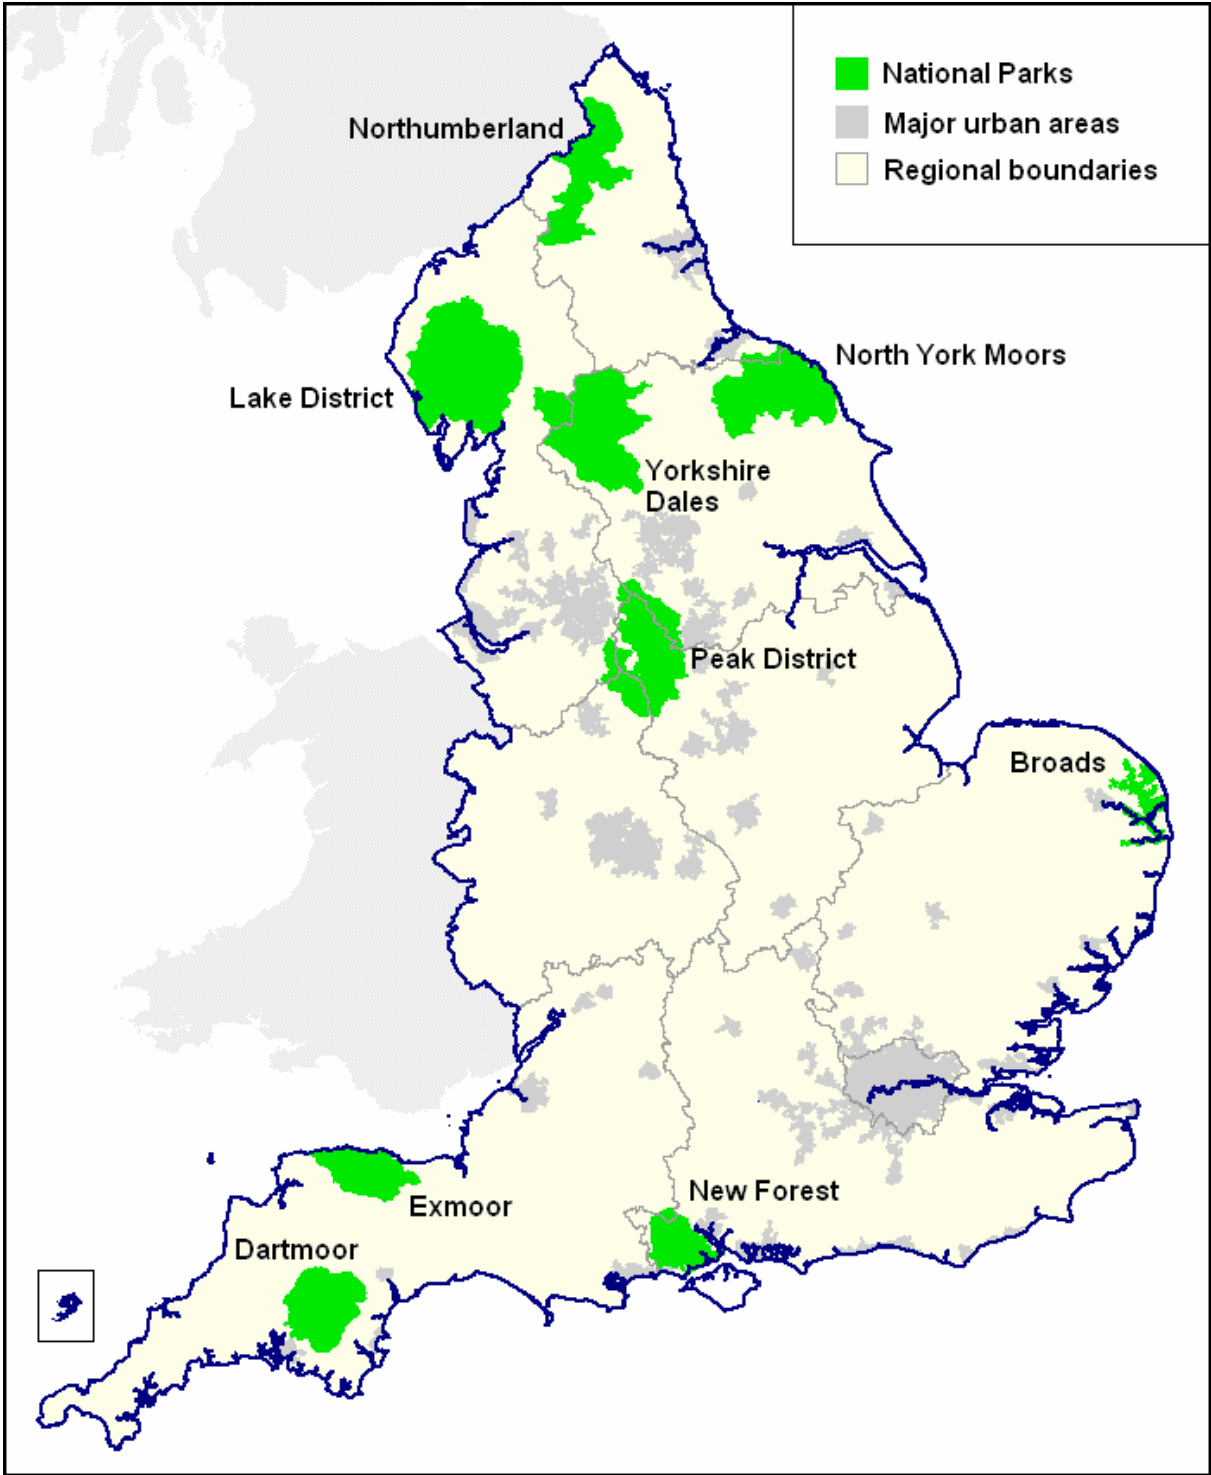 National Parks
Major urban areas
Regional boundaries
Northumberland
North York Moors
Lake District
Yorkshire
Dales
Peak District
Broads
New Forest
Exmoor
Dartmoor